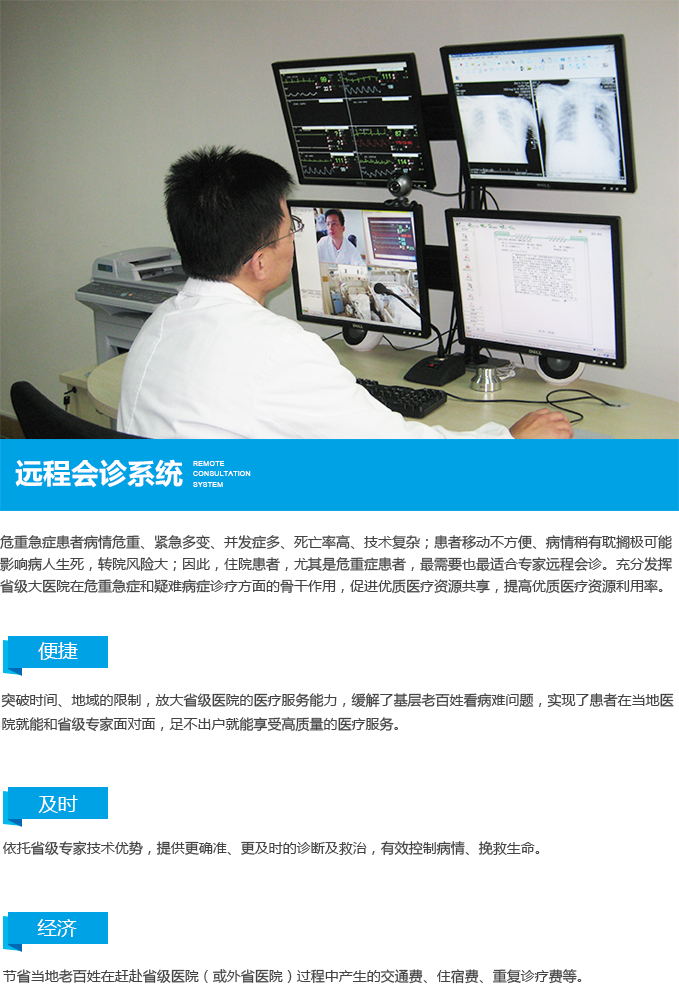 99
111
87
111
114
DELL
DELL
DELL
DELL
远程会诊系统
REMOTE
CONSULTATION
SYSTEM
危重急症患者病情危重、紧急多变、并发症多、死亡率高、技术复杂；患者移动不方便、病情稍有耽搁极可能
影响病人生死，转院风险大；因此，住院患者，尤其是危重症患者，最需要也最适合专家远程会诊。充分发挥
省级大医院在危重急症和疑难病症诊疗方面的骨干作用，促进优质医疗资源共享，提高优质医疗资源利用率。
便捷
突破时间、地域的限制，放大省级医院的医疗服务能力，缓解了基层老百姓看病难问题，实现了患者在当地医
院就能和省级专家面对面，足不出户就能享受高质量的医疗服务。
及时
依托省级专家技术优势，提供更确准、更及时的诊断及救治，有效控制病情、挽救生命。
经济
节省当地老百姓在赶赴省级医院（或外省医院）过程中产生的交通费、住宿费、重复诊疗费等。